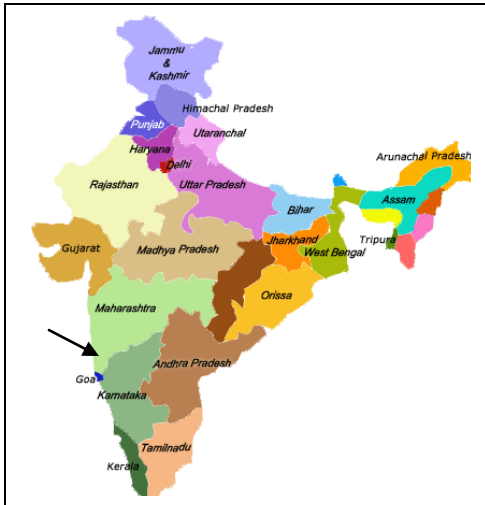 Jammu
&
Kashmir
Himachal Pradesh
Punjab
Utaranchal
Haryana
Delhi
Arunachal Pradesh
Rajasthan
Uttar Pradesh
Assam
Bihar
Gujarat
Madhya Pradesh
Jharkhand
Tripura
West Bengal
Orissa
Maharashtra
Andhra Pradesh
Goa
Karnataka
Tamilnadu
Kerala